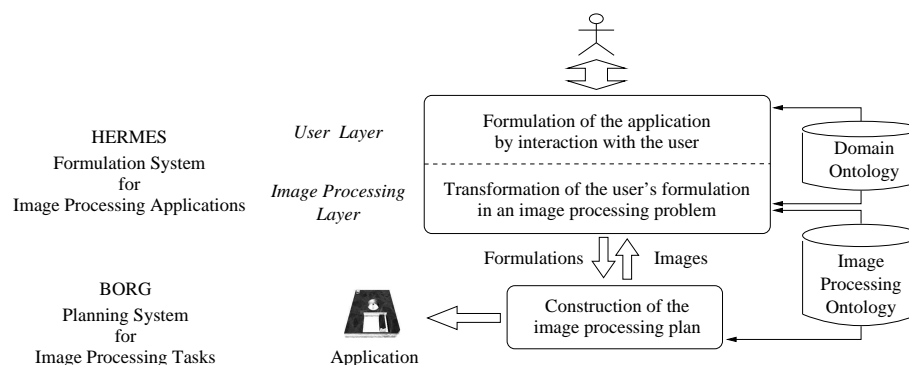 HERMES
Formulation System
for
Image Processing Applications
User Layer
Formulation of the application
by interaction with the user
Image Processing
Layer
Transformation of the user's formulation
in an image processing problem
Domain
Ontology
Formulations
Images
Image
Processing
Ontology
BORG
Planning System
for
Image Processing Tasks
Application
Construction of the
image processing plan